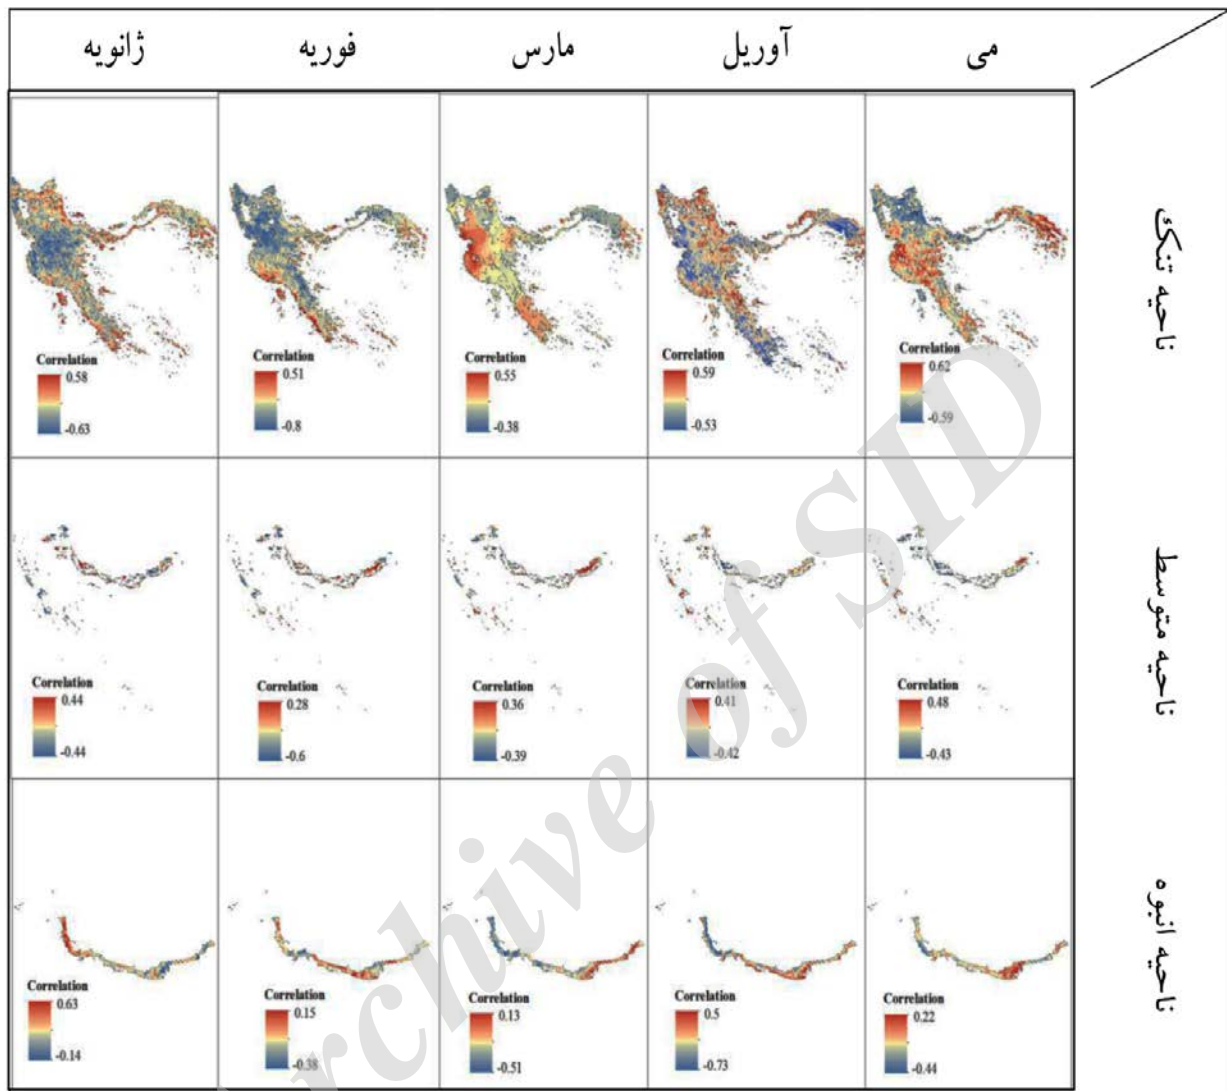 می آوریل مارس فوریه ژانویه
ناحیه تنک
Correlation 0.58 -0.63
Correlation 0.51 -0.8
Correlation 0.55 -0.38
Correlation 0.59 -0.53
Correlation 0.62 -0.59
ناحیه متوسط
Correlation 0.44 -0.44
Correlation 0.28 -0.6
Correlation 0.36 -0.39
Correlation 0.41 -0.42
Correlation 0.48 -0.43
ناحیه انبوه
Correlation 0.63 -0.14
Correlation 0.15 -0.38
Correlation 0.13 -0.51
Correlation 0.5 -0.73
Correlation 0.22 -0.44
Archive of SID